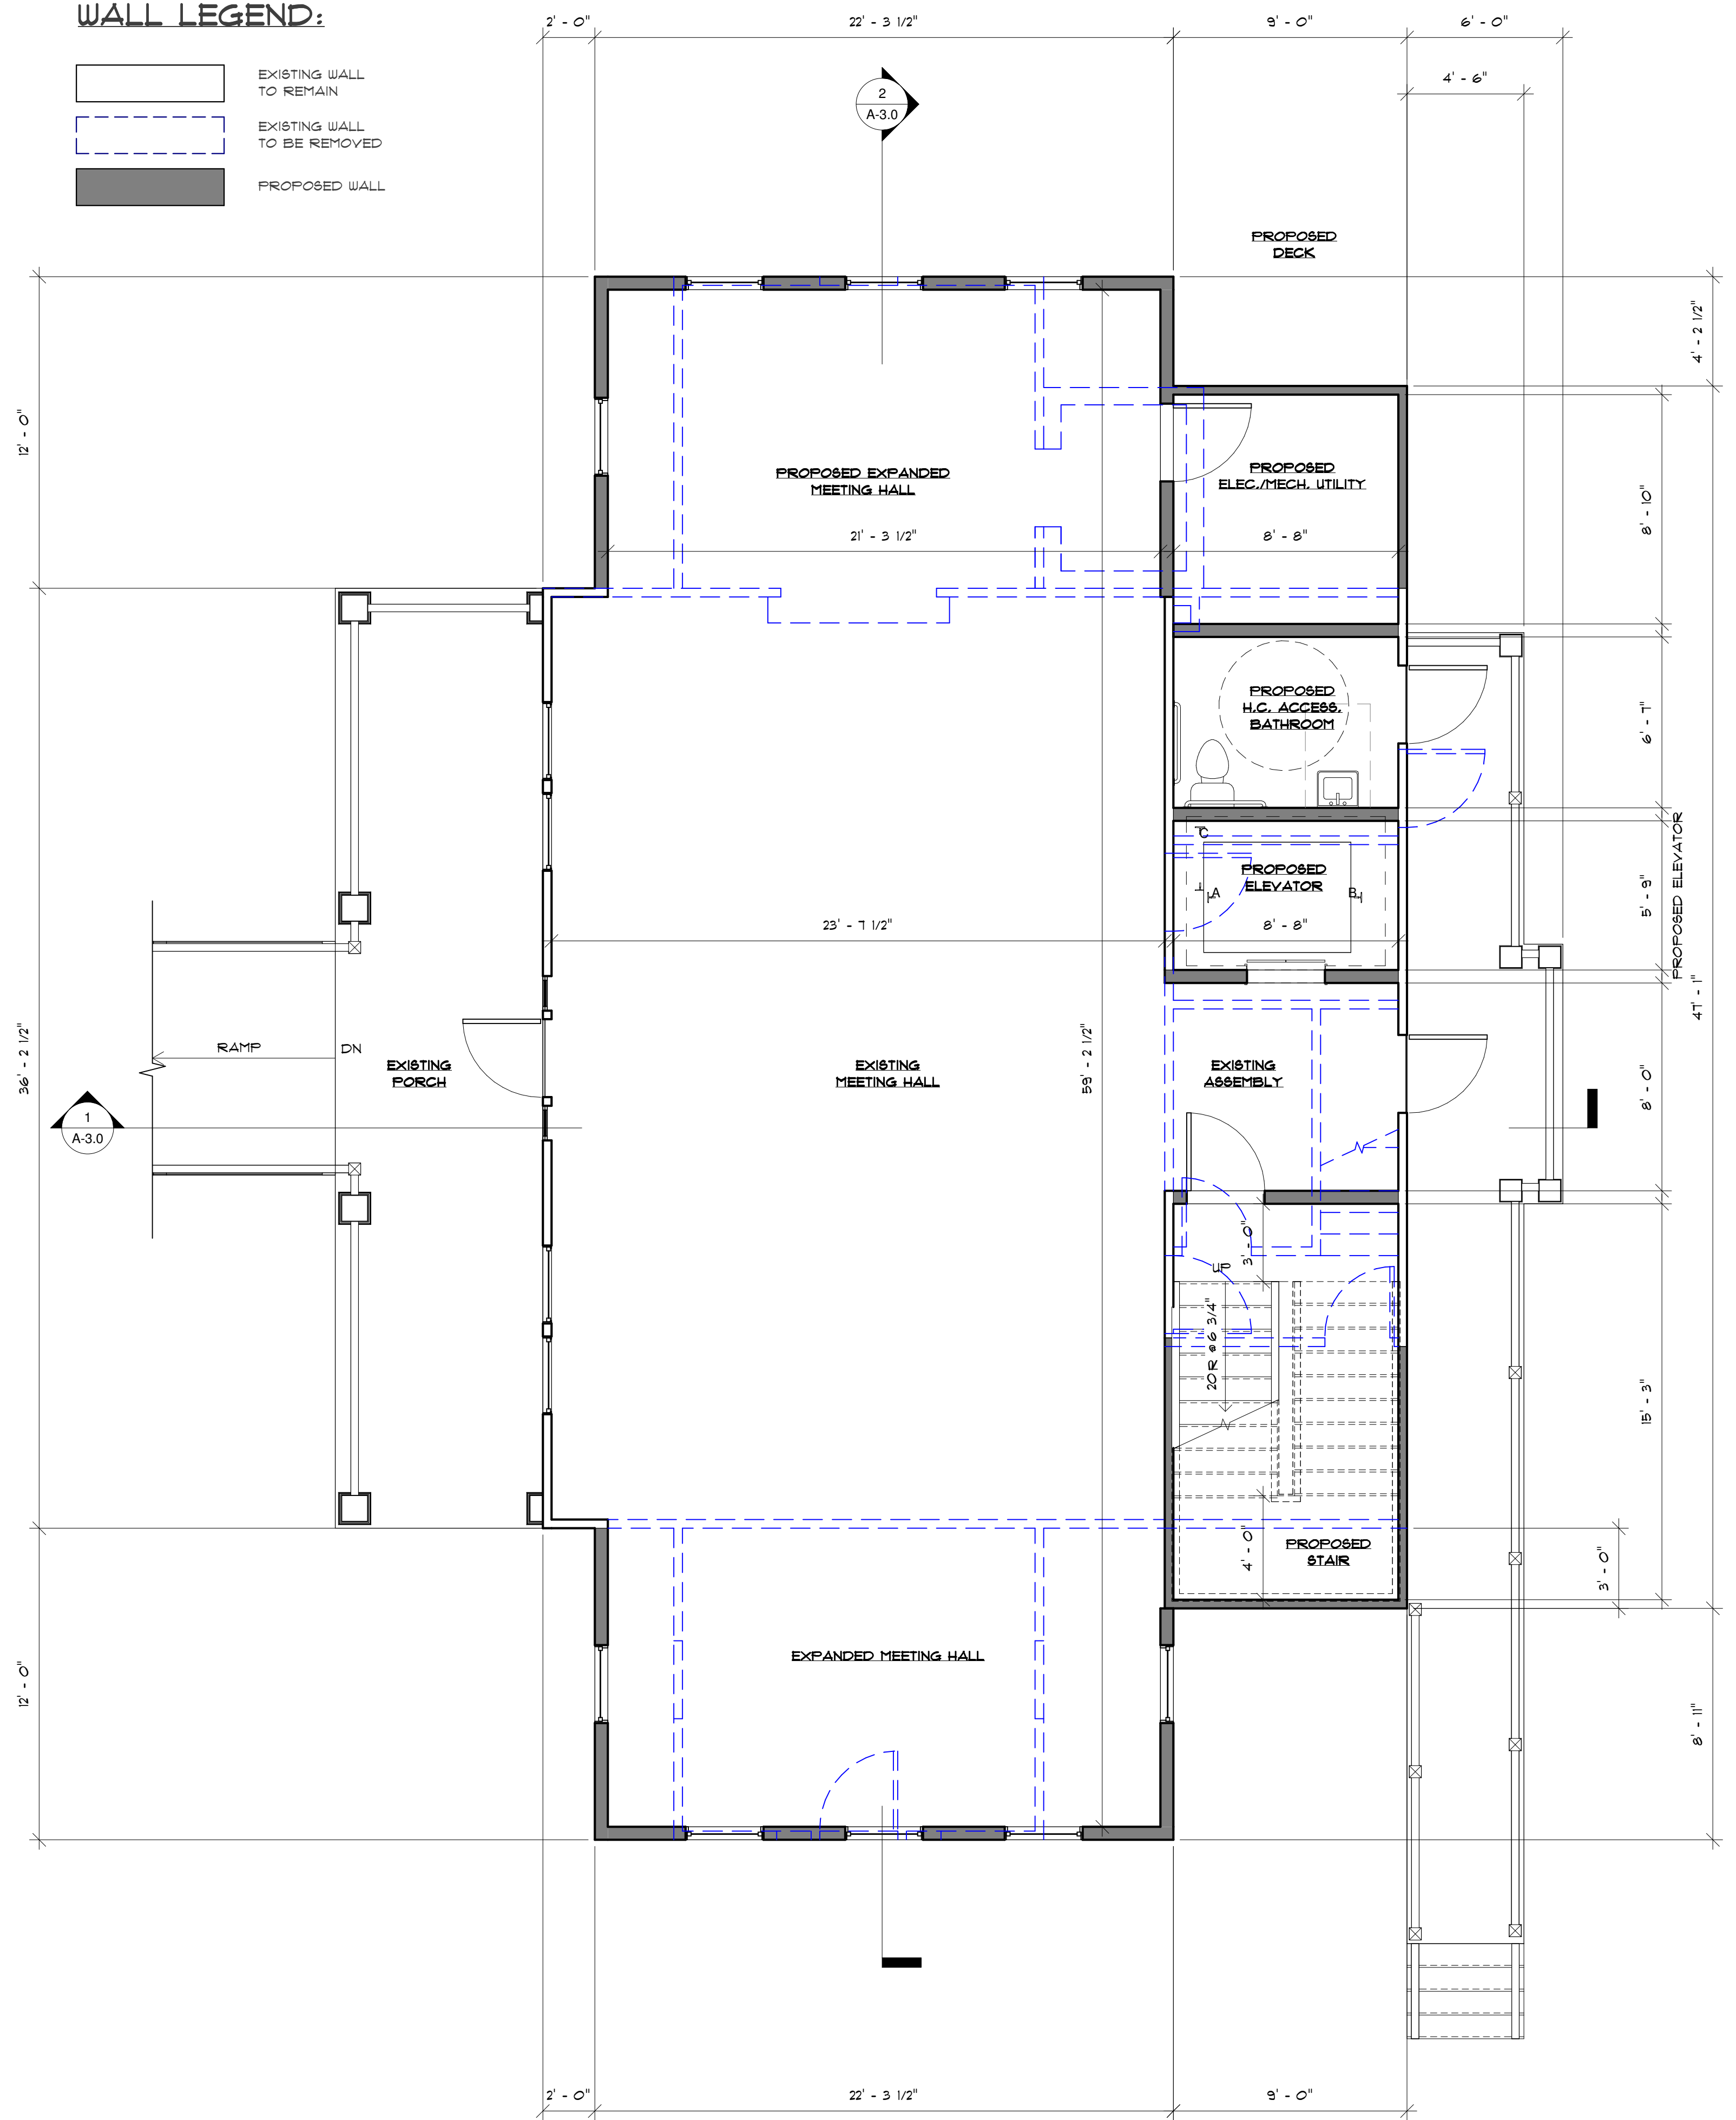 WALL LEGEND:
EXISTING WALL
TO REMAIN
EXISTING WALL
TO BE REMOVED
PROPOSED WALL
2' - 0"
22' - 3 1/2"
9' - 0"
6' - 0"
4' - 6"
2
A-3.0
PROPOSED
DECK
4' - 2 1/2"
12' - 0"
PROPOSED EXPANDED
MEETING HALL
PROPOSED
ELEC./MECH. UTILITY
8' - 10"
21' - 3 1/2"
8' - 8"
PROPOSED
H.C. ACCESS.
BATHROOM
6' - 7"
C
PROPOSED
ELEVATOR
A
B
5' - 9"
PROPOSED ELEVATOR
23' - 7 1/2"
8' - 8"
47' - 1"
36' - 2 1/2"
RAMP
DN
EXISTING
PORCH
EXISTING
MEETING HALL
59' - 2 1/2"
EXISTING
ASSEMBLY
8' - 0"
1
A-3.0
3' - 0"
UP
20 R @ 6 3/4"
15' - 3"
4' - 0"
PROPOSED
STAIR
3' - 0"
12' - 0"
EXPANDED MEETING HALL
8' - 11"
2' - 0"
22' - 3 1/2"
9' - 0"